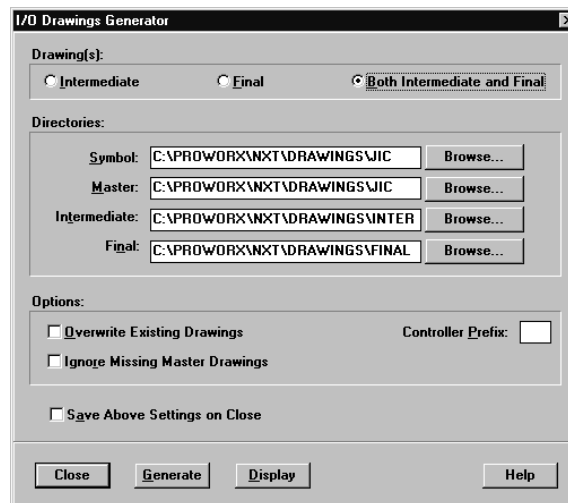 I/O Drawings Generator
Drawing(s):
Intermediate Final Both Intermediate and Final
Directories:
Symbol: C:\PROWORX\NXT\DRAWINGS\JIC Browse...
Master: C:\PROWORX\NXT\DRAWINGS\JIC Browse...
Intermediate: C:\PROWORX\NXT\DRAWINGS\INTER Browse...
Final: C:\PROWORX\NXT\DRAWINGS\FINAL Browse...
Options:
Overwrite Existing Drawings Controller Prefix:
Ignore Missing Master Drawings
Save Above Settings on Close
Close Generate Display Help